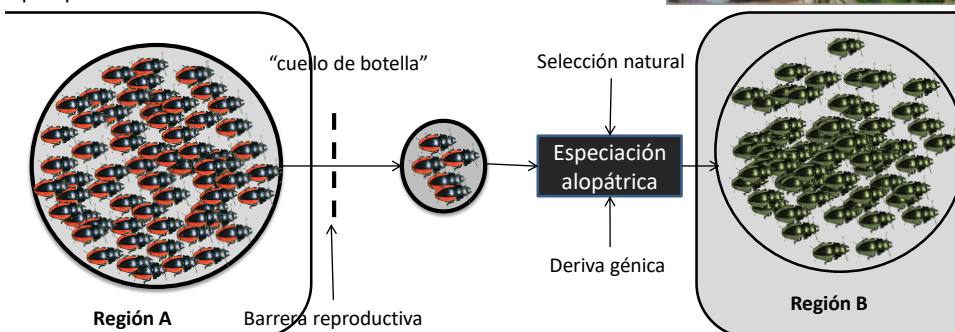 “cuello de botella”
Selección natural
Especiación
alopátrica
Deriva génica
Región A
Barrera reproductiva
Región B